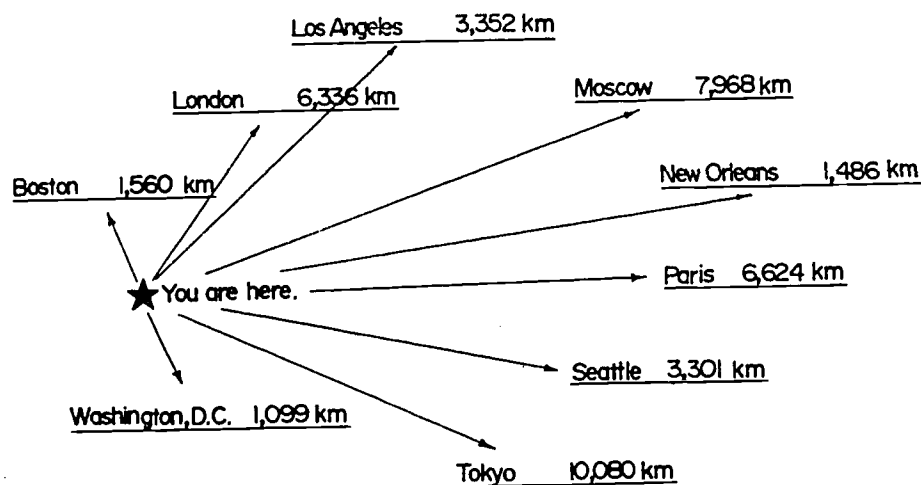 Los Angeles 3,352 km
London 6,336 km
Moscow 7,968 km
Boston 1,560 km
New Orleans 1,486 km
You are here.
Paris 6,624 km
Seattle 3,301 km
Washington, D.C. 1,099 km
Tokyo 10,080 km